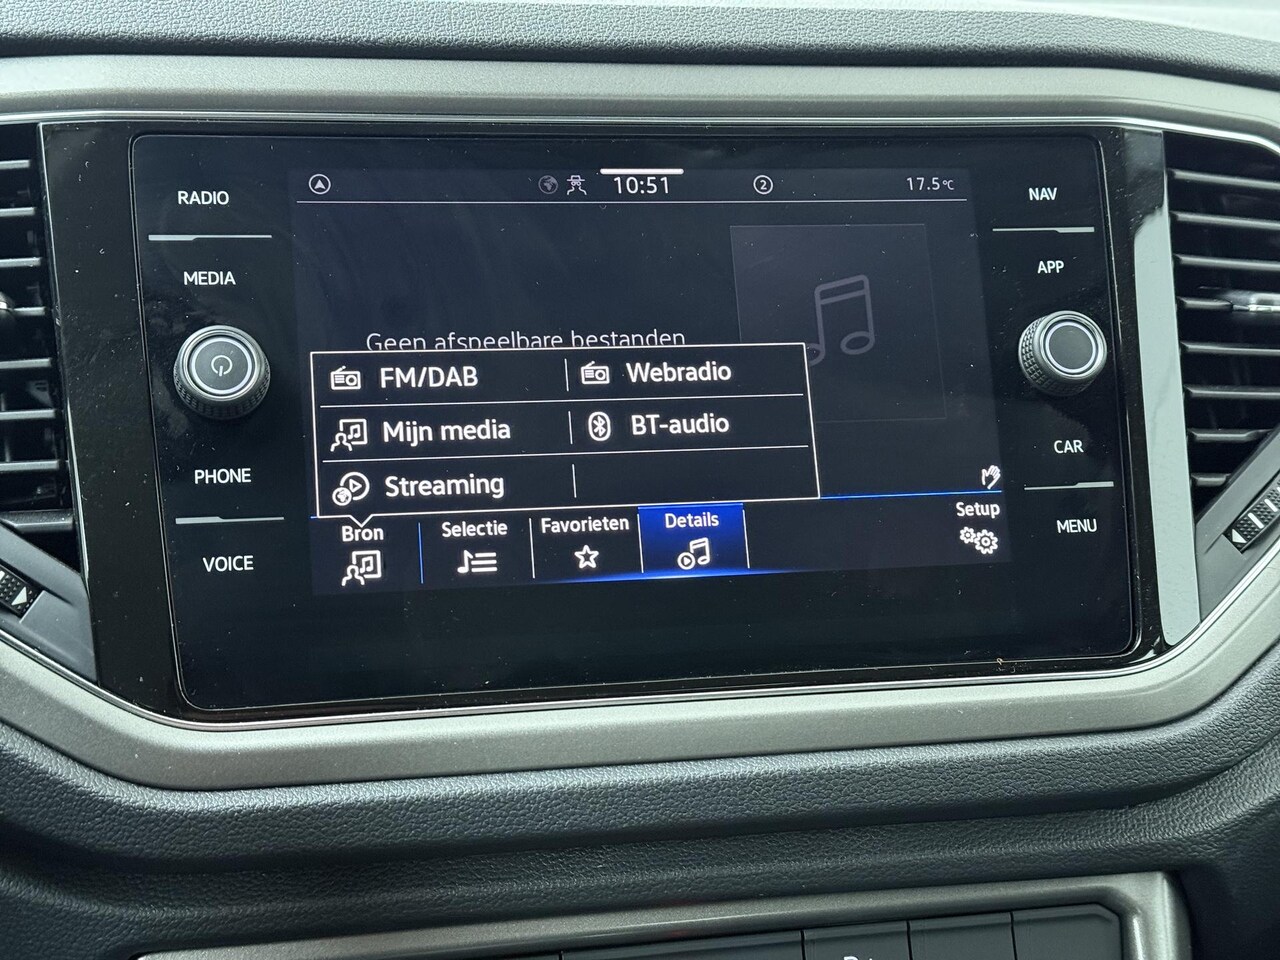 RADIO
MEDIA
PHONE
VOICE
10:51
2
17.5°C
Geen afspeelbare bestanden
FM/DAB
Webradio
Mijn media
BT-audio
Streaming
Bron
Selectie
Favorieten
Details
Setup
NAV
APP
CAR
MENU